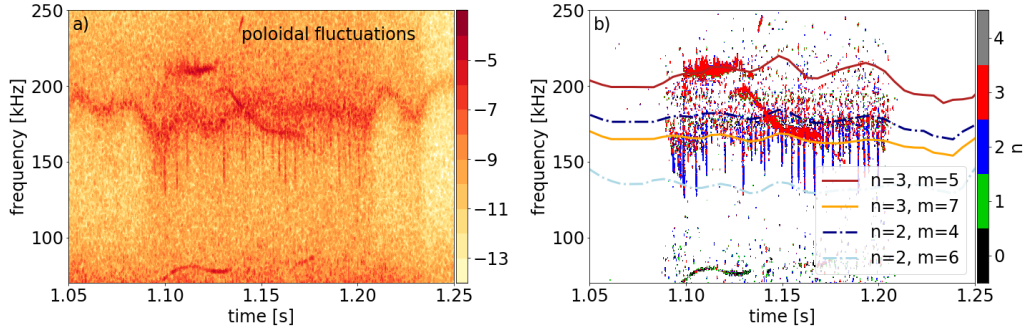 a)
poloidal fluctuations
250
200
150
100
frequency [kHz]
1.05
1.10
1.15
1.20
1.25
time [s]
−5
−7
−9
−11
−13
b)
250
200
150
100
frequency [kHz]
1.05
1.10
1.15
1.20
1.25
time [s]
n=3, m=5
n=3, m=7
n=2, m=4
n=2, m=6
4
3
2
1
0
n